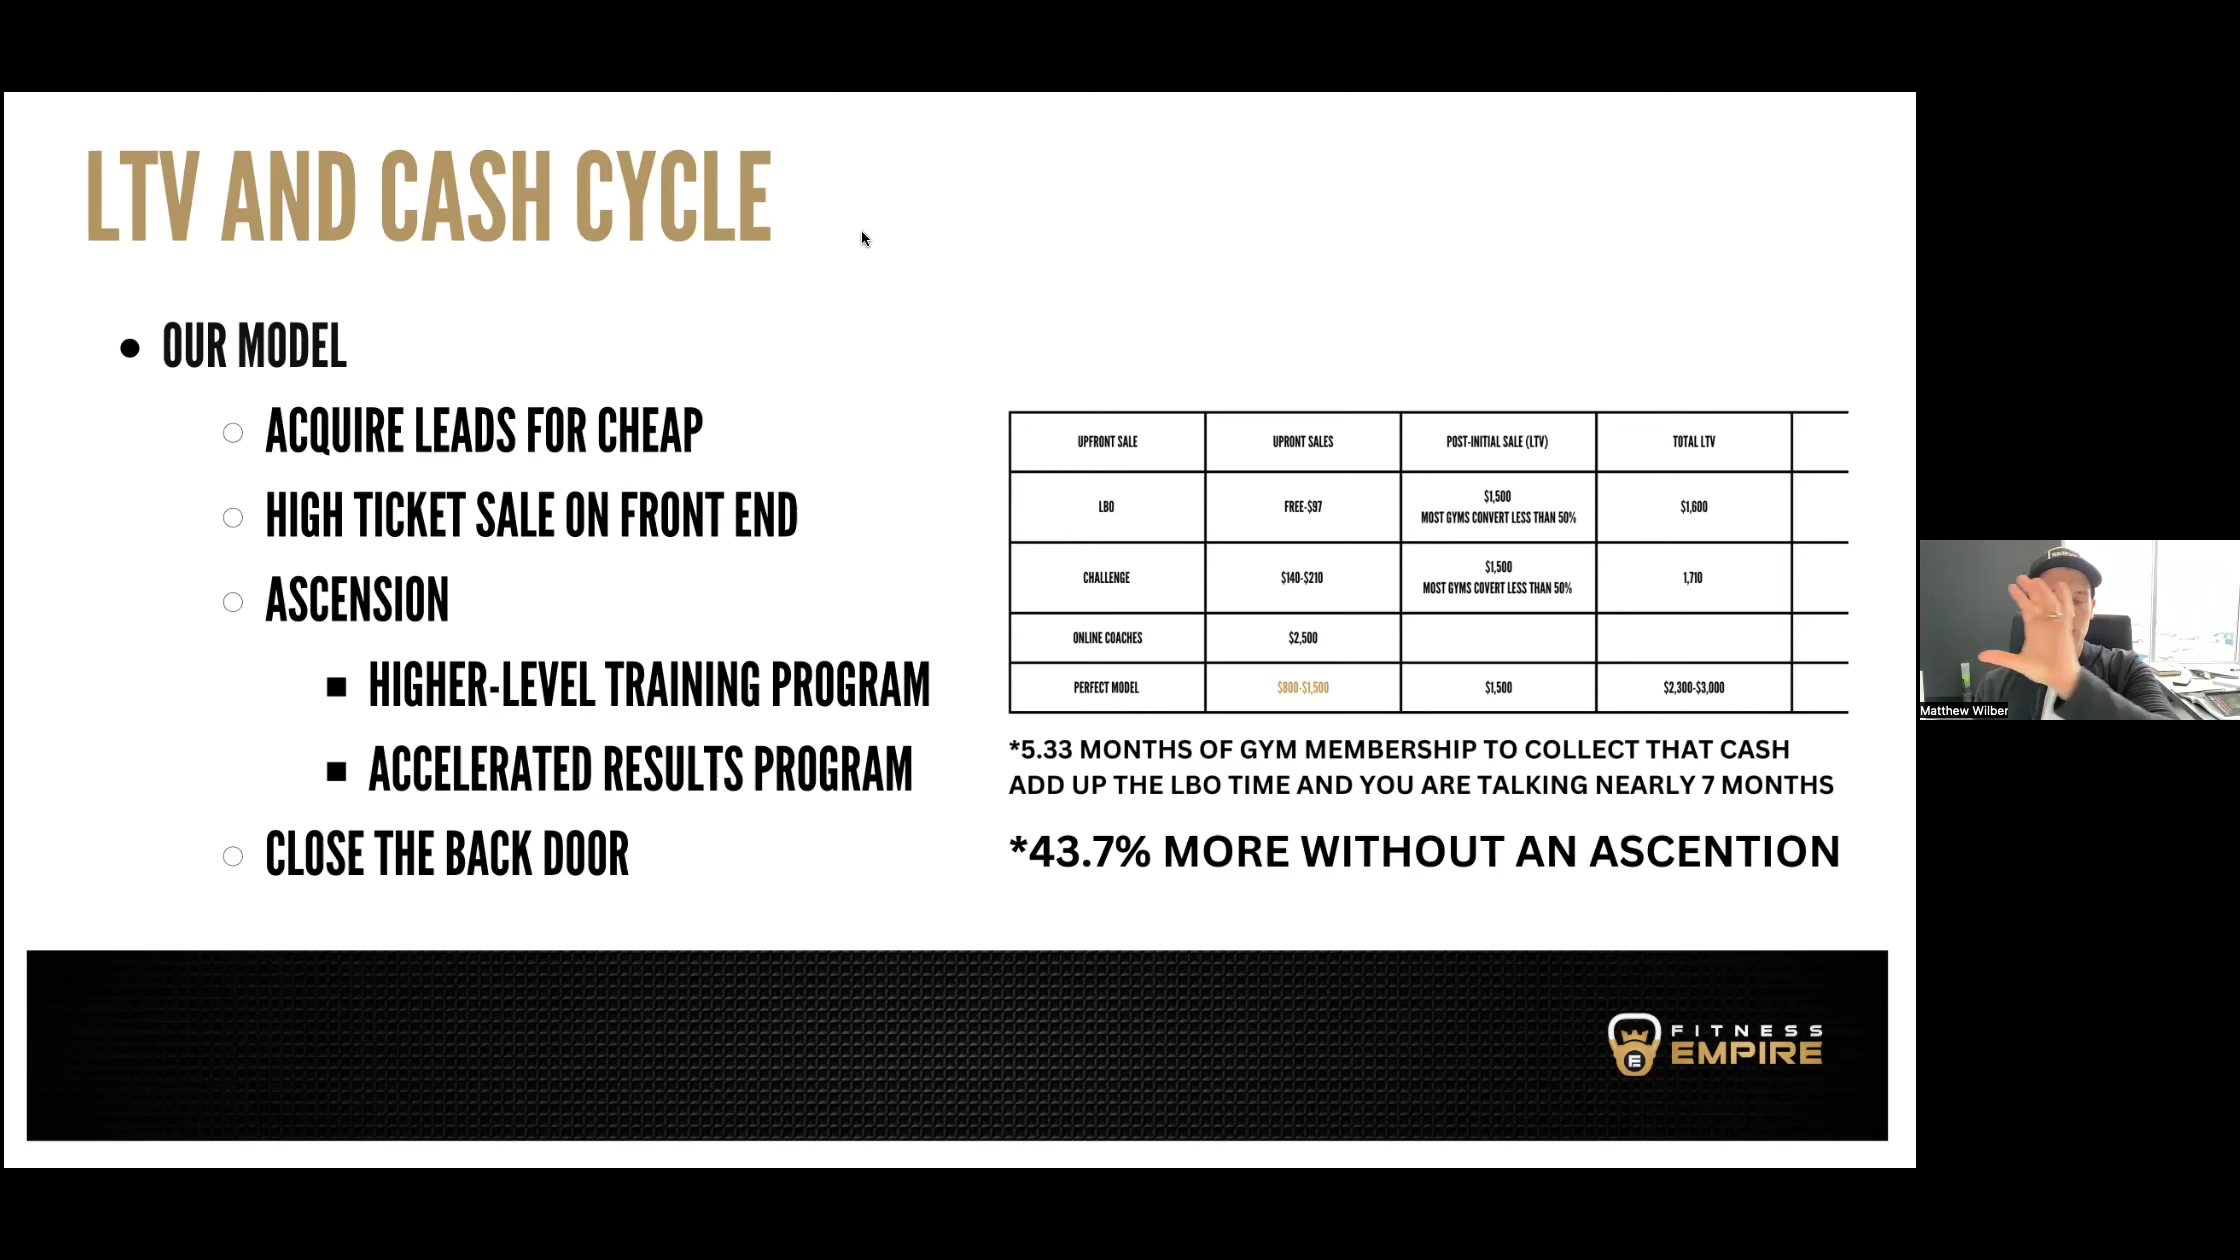 LTV AND CASH CYCLE
OUR MODEL
ACQUIRE LEADS FOR CHEAP
HIGH TICKET SALE ON FRONT END
ASCENSION
HIGHER-LEVEL TRAINING PROGRAM
ACCELERATED RESULTS PROGRAM
CLOSE THE BACK DOOR
UPFRONT SALE UPRONT SALES POST-INITIAL SALE (LTV) TOTAL LTV
LBO FREE-$97 $1,500 MOST GYMS CONVERT LESS THAN 50% $1,600
CHALLENGE $140-$210 $1,500 MOST GYMS COVERT LESS THAN 50% 1,710
ONLINE COACHES $2,500
PERFECT MODEL $800-$1,500 $1,500 $2,300-$3,000
*5.33 MONTHS OF GYM MEMBERSHIP TO COLLECT THAT CASH
ADD UP THE LBO TIME AND YOU ARE TALKING NEARLY 7 MONTHS
*43.7% MORE WITHOUT AN ASCENTION
FITNESS
EMPIRE
Matthew Wilber